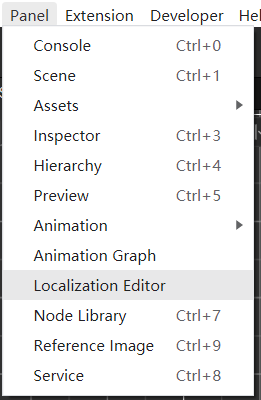 Panel Extension Developer Hel
Console Ctrl+0
Scene Ctrl+1
Assets
Inspector Ctrl+3
Hierarchy Ctrl+4
Preview Ctrl+5
Animation
Animation Graph
Localization Editor
Node Library Ctrl+7
Reference Image Ctrl+9
Service Ctrl+8